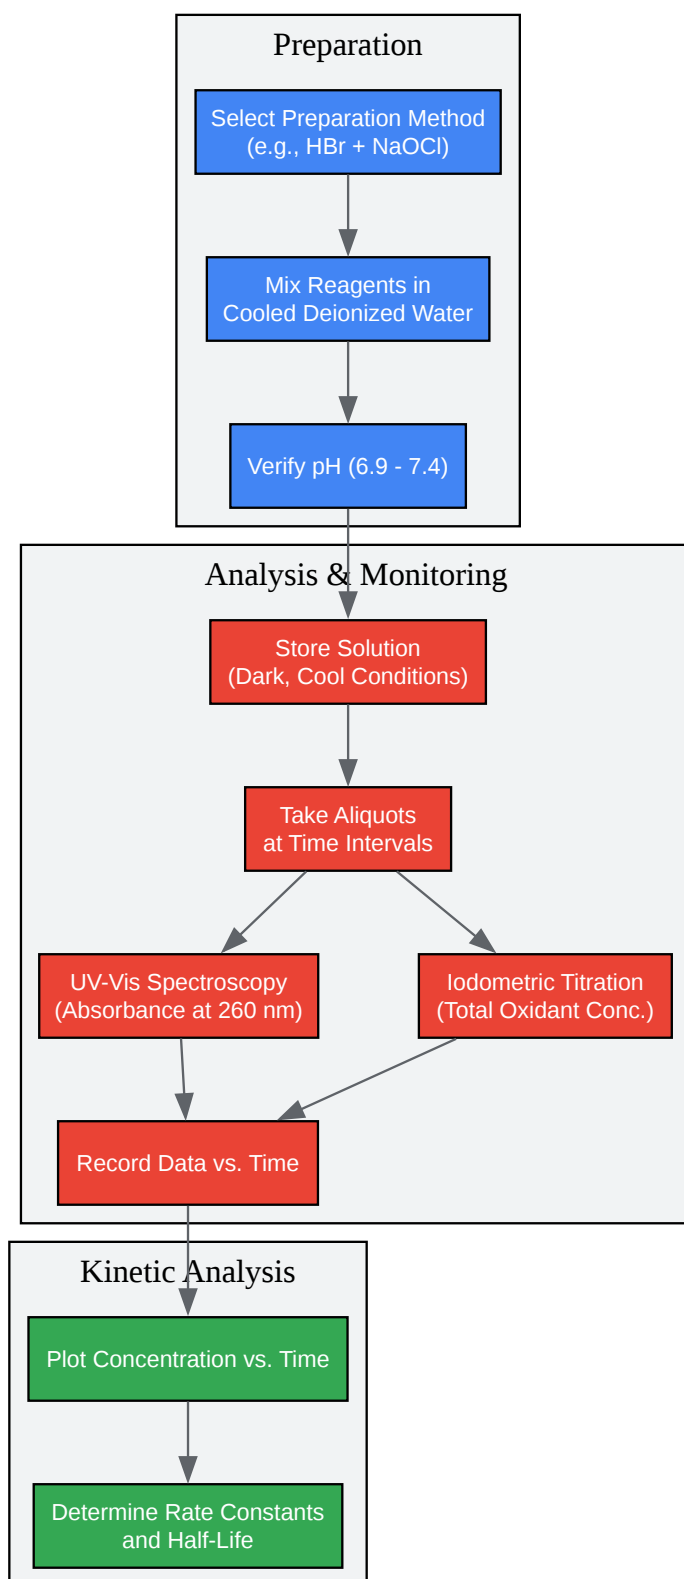 Preparation
Select Preparation Method
(e.g., HBr + NaOCl)
Mix Reagents in
Cooled Deionized Water
Verify pH (6.9 - 7.4)
Analysis & Monitoring
Store Solution
(Dark, Cool Conditions)
Take Aliquots
at Time Intervals
UV-Vis Spectroscopy
(Absorbance at 260 nm)
Iodometric Titration
(Total Oxidant Conc.)
Record Data vs. Time
Kinetic Analysis
Plot Concentration vs. Time
Determine Rate Constants
and Half-Life